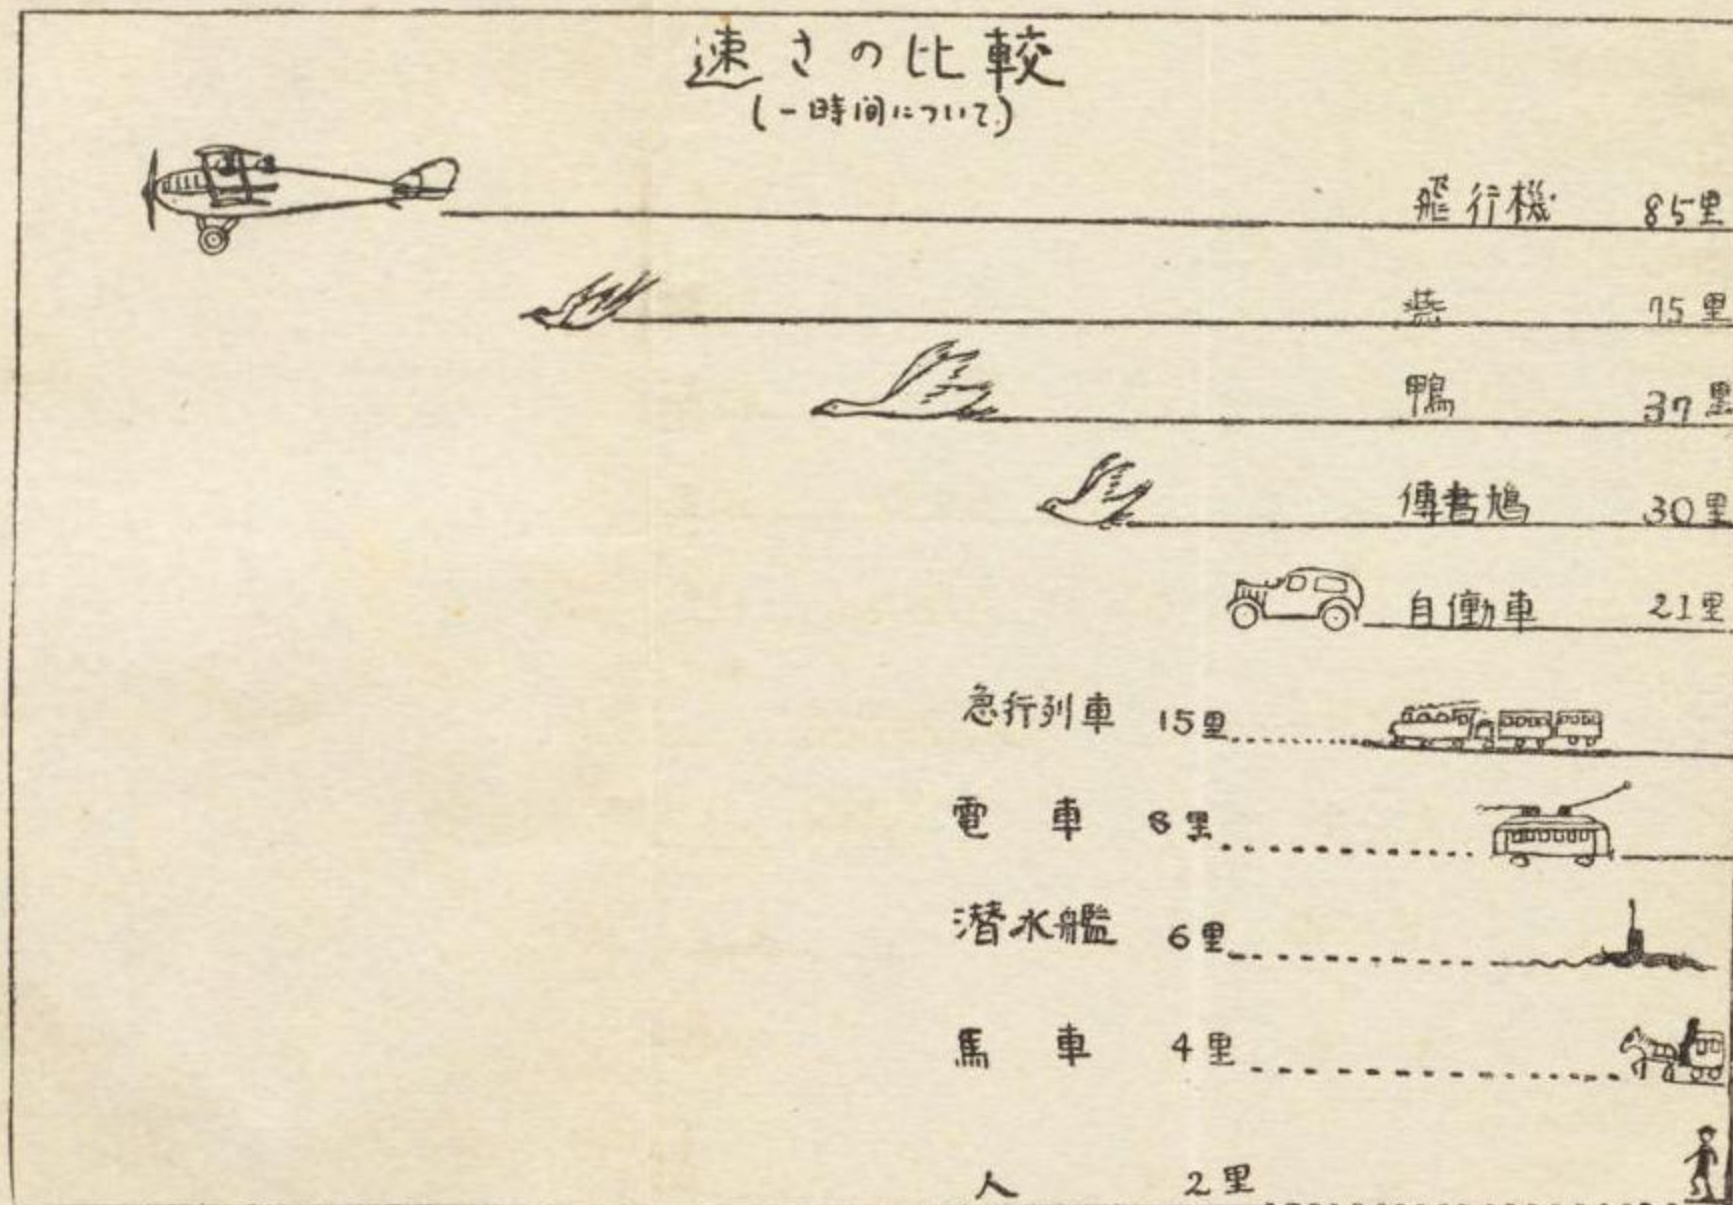 速さの比較
(一時間について)
飛行機 85里
燕 75里
鴨 37里
傳書鳩 30里
自働車 21里
急行列車 15里
電車 8里
潜水艦 6里
馬車 4里
人 2里